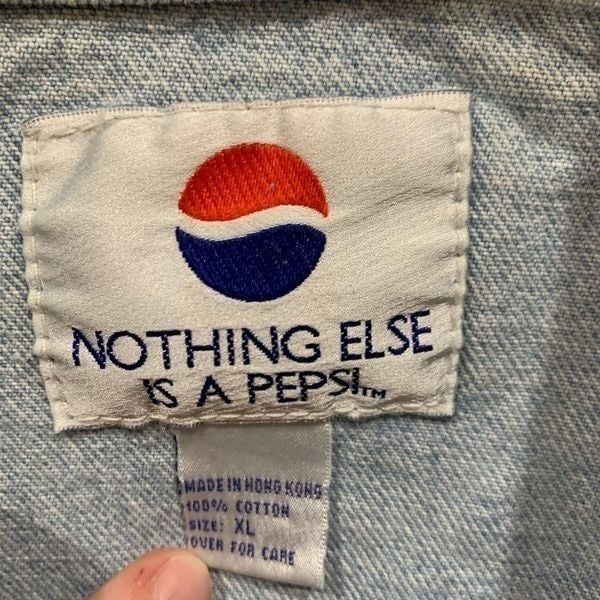 NOTHING ELSE
IS A PEPSI™
MADE IN HONG KONG
100% COTTON
SIZE: XL
OVER FOR CARE